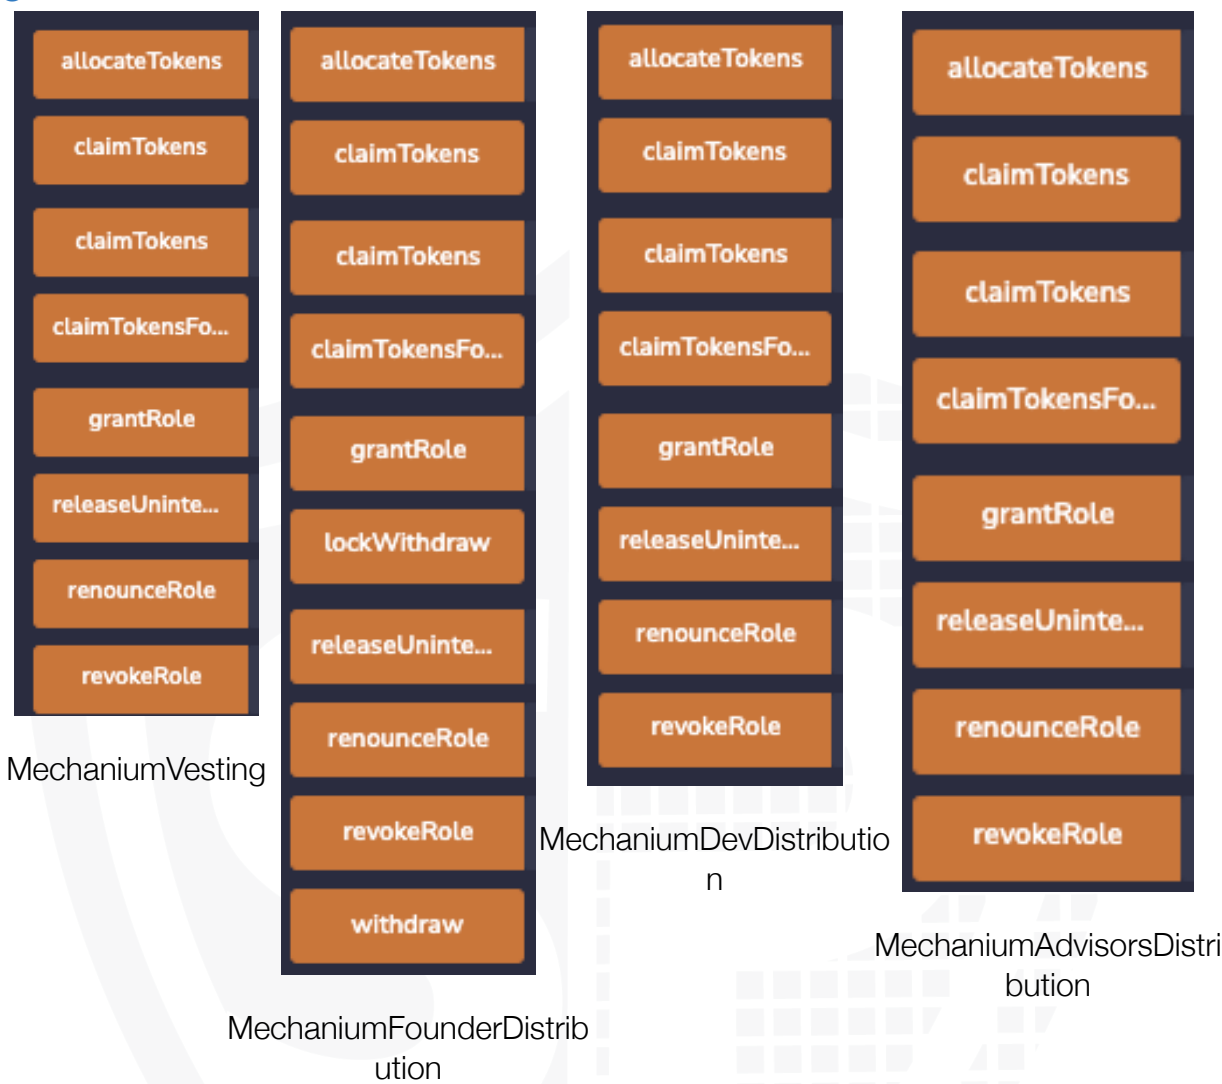 allocateTokens
claimTokens
claimTokens
claimTokensFo...
grantRole
releaseUninte...
renounceRole
revokeRole
MechaniumVesting
allocateTokens
claimTokens
claimTokens
claimTokensFo...
grantRole
lockWithdraw
releaseUninte...
renounceRole
revokeRole
withdraw
MechaniumFounderDistrib
ution
allocateTokens
claimTokens
claimTokens
claimTokensFo...
grantRole
releaseUninte...
renounceRole
revokeRole
MechaniumDevDistributio
n
allocateTokens
claimTokens
claimTokens
claimTokensFo...
grantRole
releaseUninte...
renounceRole
revokeRole
MechaniumAdvisorsDistri
bution